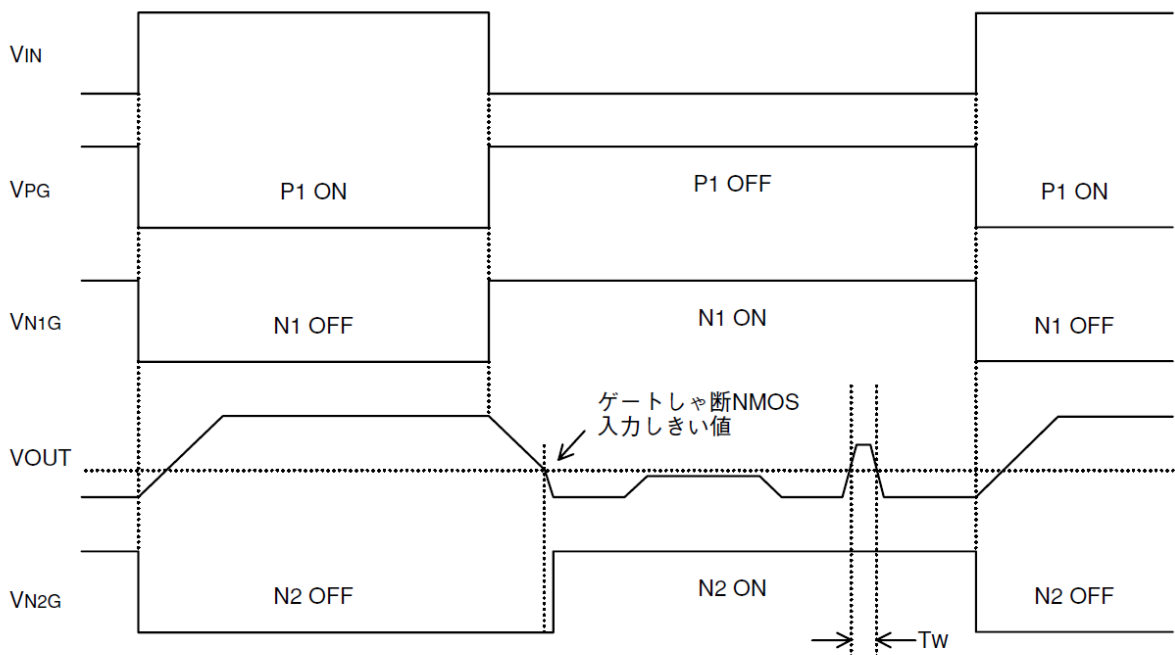 VIN
VPG
P1 ON
P1 OFF
P1 ON
VN1G
N1 OFF
N1 ON
N1 OFF
ゲートしゃ断NMOS
入力しきい値
VOUT
VN2G
N2 OFF
N2 ON
N2 OFF
TW